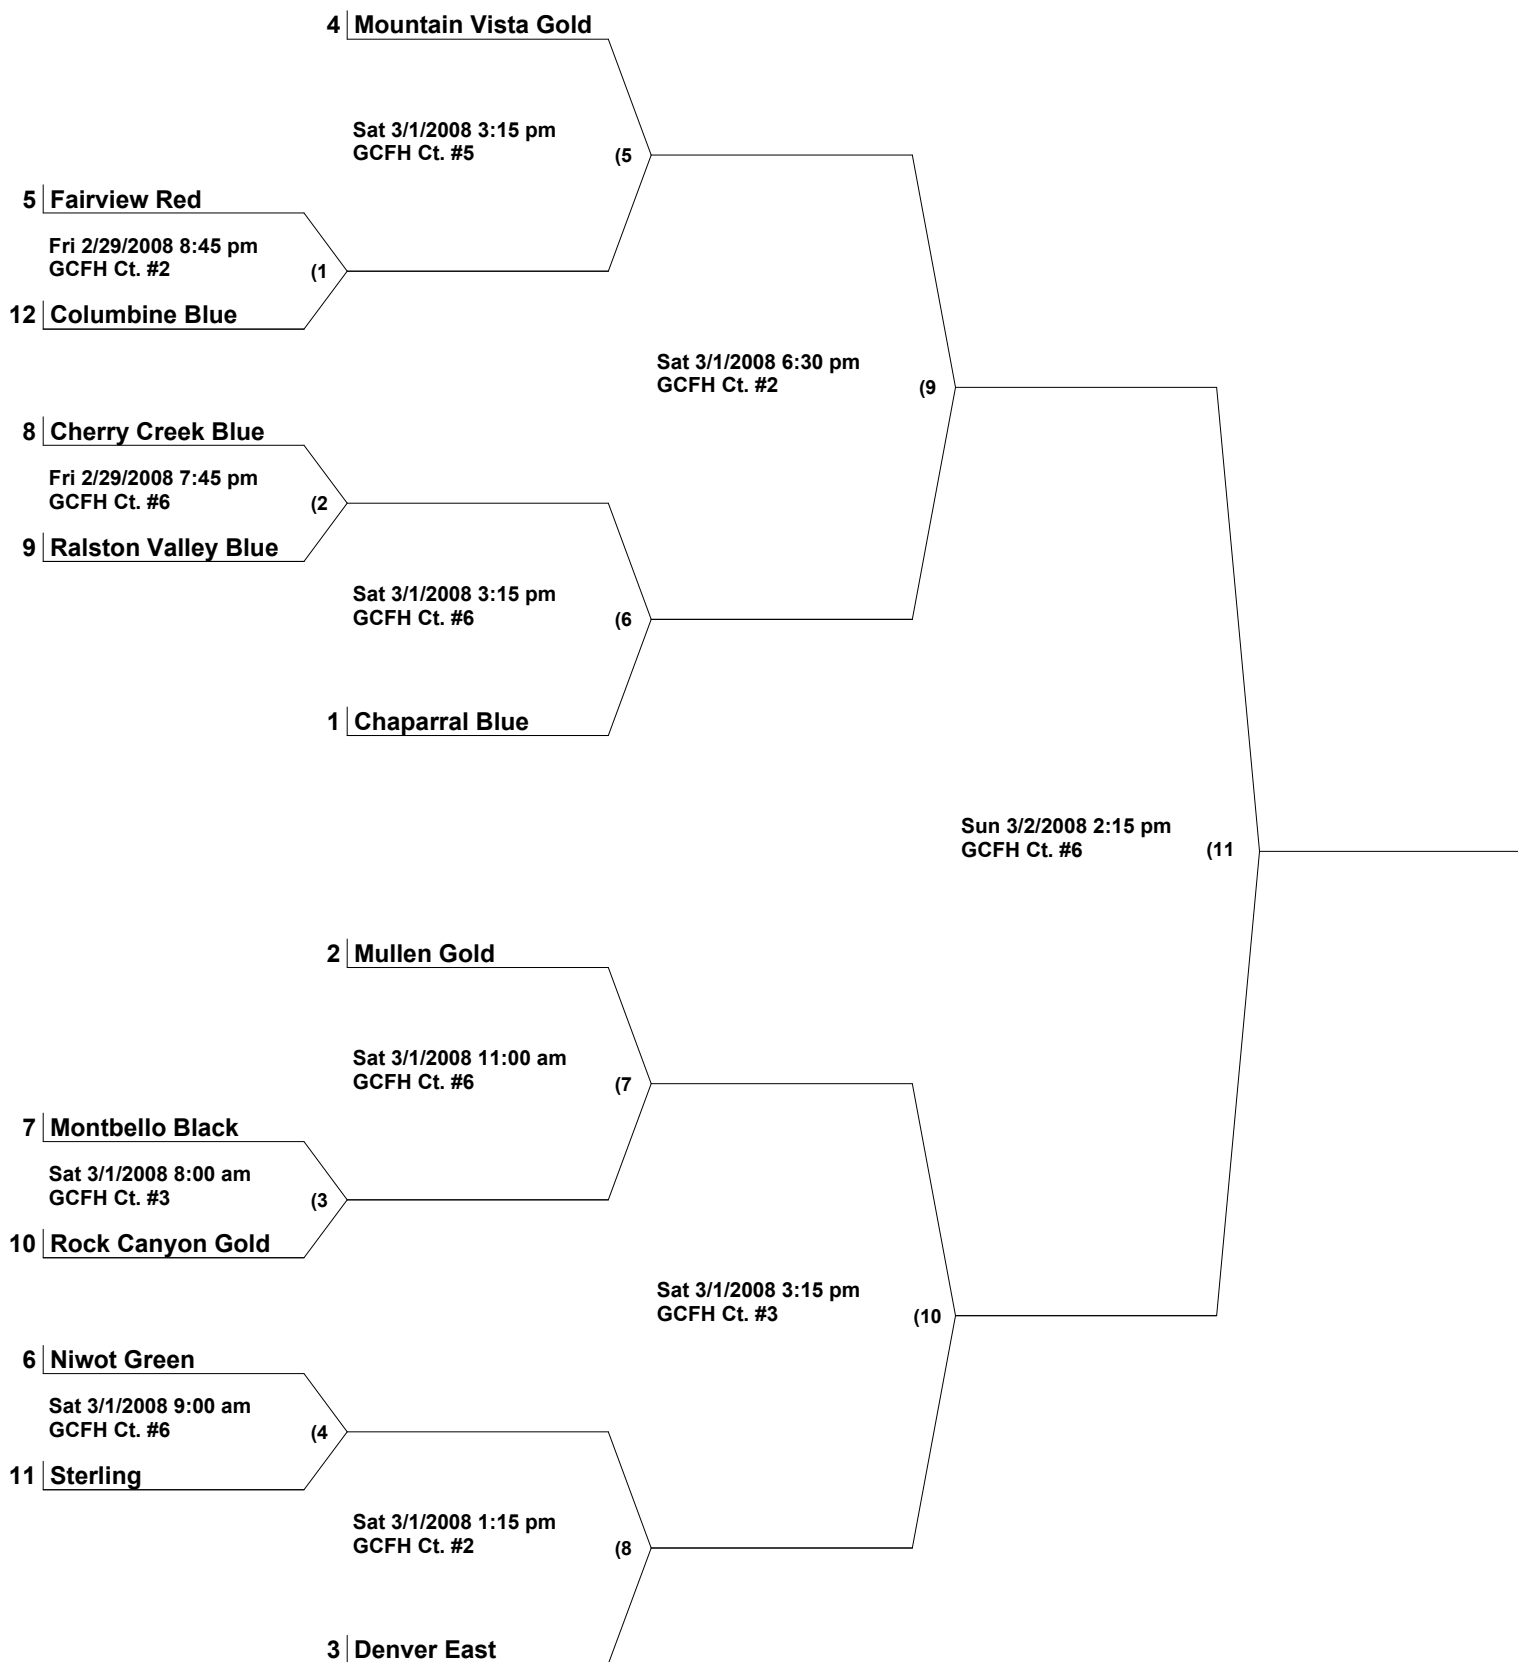 4 Mountain Vista Gold
Sat 3/1/2008 3:15 pm
GCFH Ct. #5
(5
5 Fairview Red
Fri 2/29/2008 8:45 pm
GCFH Ct. #2
(1
12 Columbine Blue
Sat 3/1/2008 6:30 pm
GCFH Ct. #2
(9
8 Cherry Creek Blue
Fri 2/29/2008 7:45 pm
GCFH Ct. #6
(2
9 Ralston Valley Blue
Sat 3/1/2008 3:15 pm
GCFH Ct. #6
(6
1 Chaparral Blue
Sun 3/2/2008 2:15 pm
GCFH Ct. #6
(11
2 Mullen Gold
Sat 3/1/2008 11:00 am
GCFH Ct. #6
(7
7 Montbello Black
Sat 3/1/2008 8:00 am
GCFH Ct. #3
(3
10 Rock Canyon Gold
Sat 3/1/2008 3:15 pm
GCFH Ct. #3
(10
6 Niwot Green
Sat 3/1/2008 9:00 am
GCFH Ct. #6
(4
11 Sterling
Sat 3/1/2008 1:15 pm
GCFH Ct. #2
(8
3 Denver East